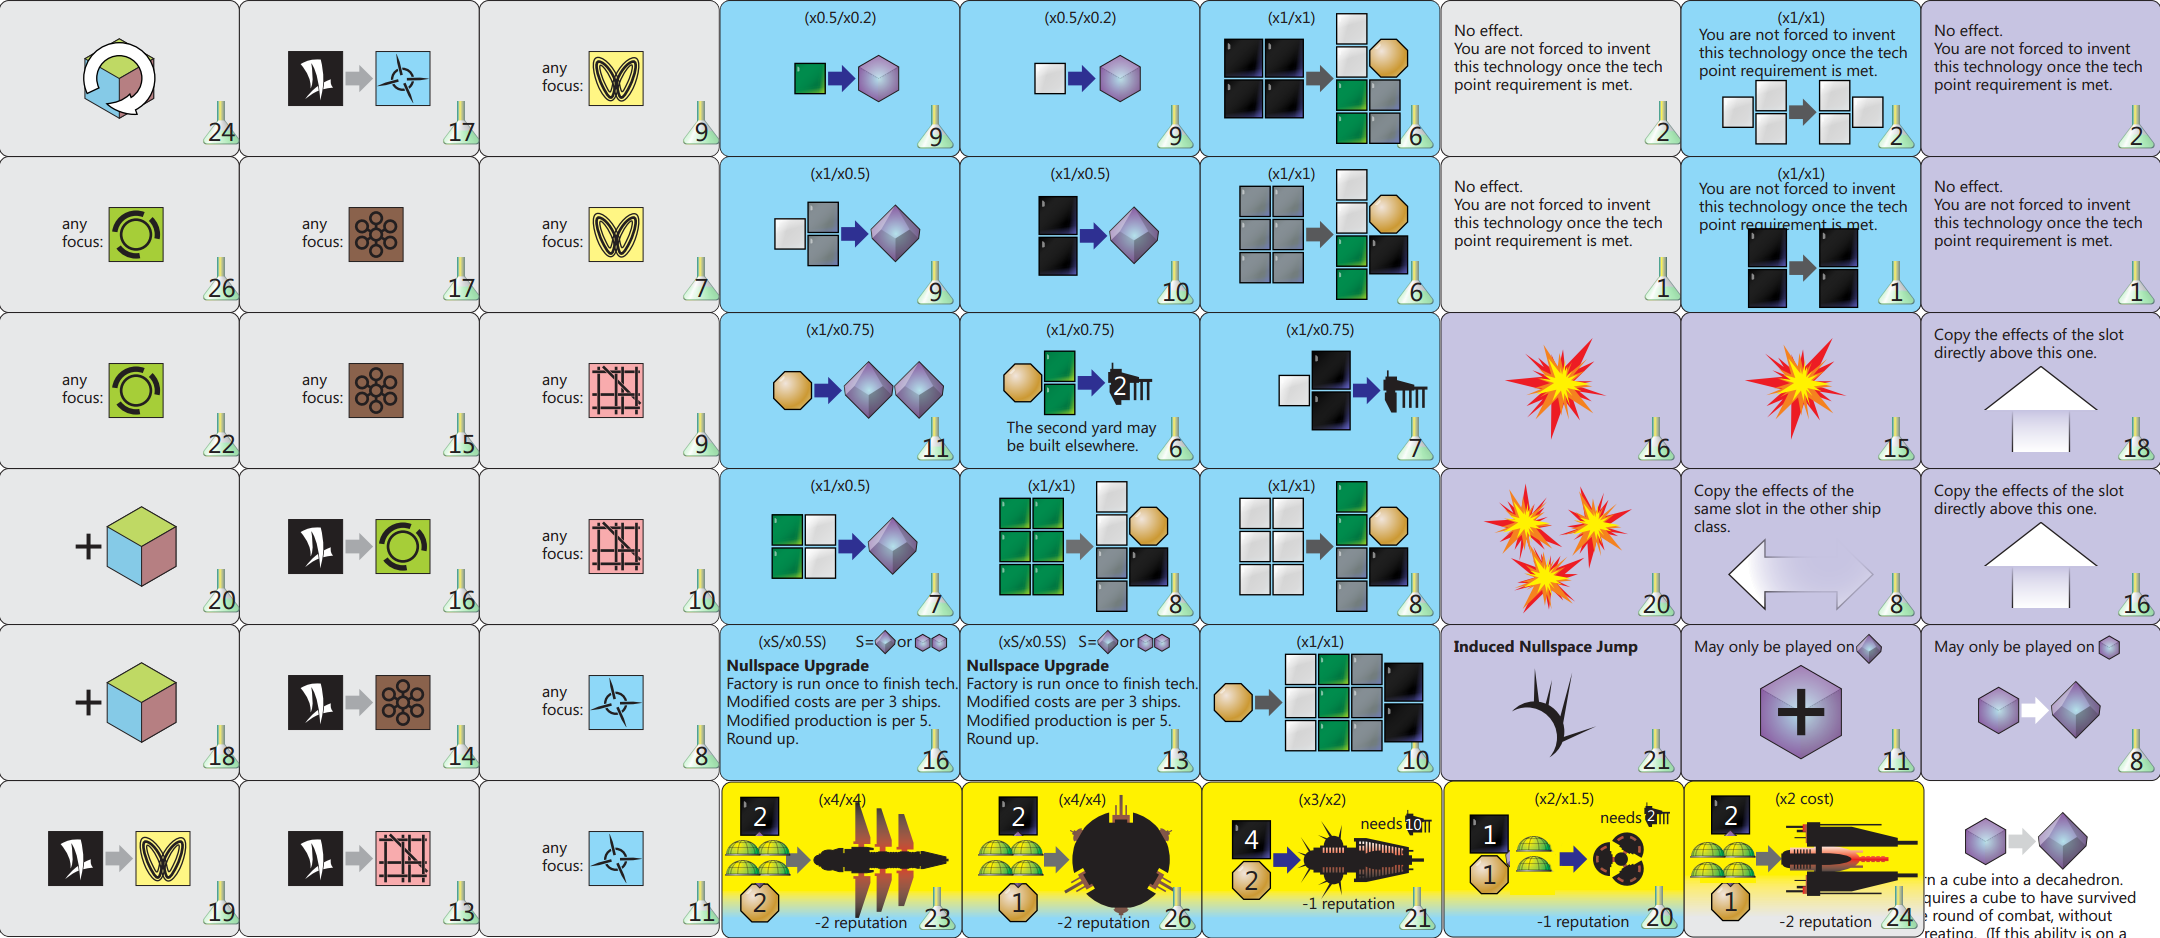 24
17
any
focus:
9
(x0.5/x0.2)
9
(x0.5/x0.2)
9
(x1/x1)
6
No effect.
You are not forced to invent
this technology once the tech
point requirement is met.
2
(x1/x1)
You are not forced to invent
this technology once the tech
point requirement is met.
2
No effect.
You are not forced to invent
this technology once the tech
point requirement is met.
2
any
focus:
26
any
focus:
17
any
focus:
7
(x1/x0.5)
9
(x1/x0.5)
10
(x1/x1)
6
No effect.
You are not forced to invent
this technology once the tech
point requirement is met.
1
(x1/x1)
You are not forced to invent
this technology once the tech
point requirement is met.
1
No effect.
You are not forced to invent
this technology once the tech
point requirement is met.
1
any
focus:
22
any
focus:
15
any
focus:
9
(x1/x0.75)
11
(x1/x0.75)
2
The second yard may
be built elsewhere.
6
(x1/x0.75)
7
16
15
Copy the effects of the slot
directly above this one.
18
+
20
16
any
focus:
10
(x1/x0.5)
7
(x1/x1)
8
(x1/x1)
8
20
Copy the effects of the
same slot in the other ship
class.
8
Copy the effects of the slot
directly above this one.
16
+
18
14
any
focus:
8
(xS/x0.5S) S= or
Nullspace Upgrade
Factory is run once to finish tech.
Modified costs are per 3 ships.
Modified production is per 5.
Round up.
16
(xS/x0.5S) S= or
Nullspace Upgrade
Factory is run once to finish tech.
Modified costs are per 3 ships.
Modified production is per 5.
Round up.
13
(x1/x1)
10
Induced Nullspace Jump
21
May only be played on
+
11
May only be played on
8
19
13
any
focus:
11
(x4/x4)
2
2
-2 reputation
23
(x4/x4)
2
1
-2 reputation
26
(x3/x2)
needs 10
4
2
-1 reputation
21
(x2/x1.5)
needs 2
1
1
-1 reputation
20
(x2 cost)
2
1
-2 reputation
24
rn a cube into a decahedron.
quires a cube to have survived
e round of combat, without
reating. (If this ability is on a